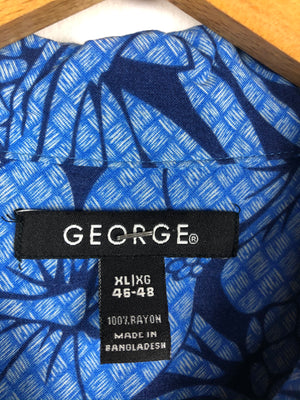 GEORGE®
XL|XG
46-48
100% RAYON
MADE IN
BANGLADESH